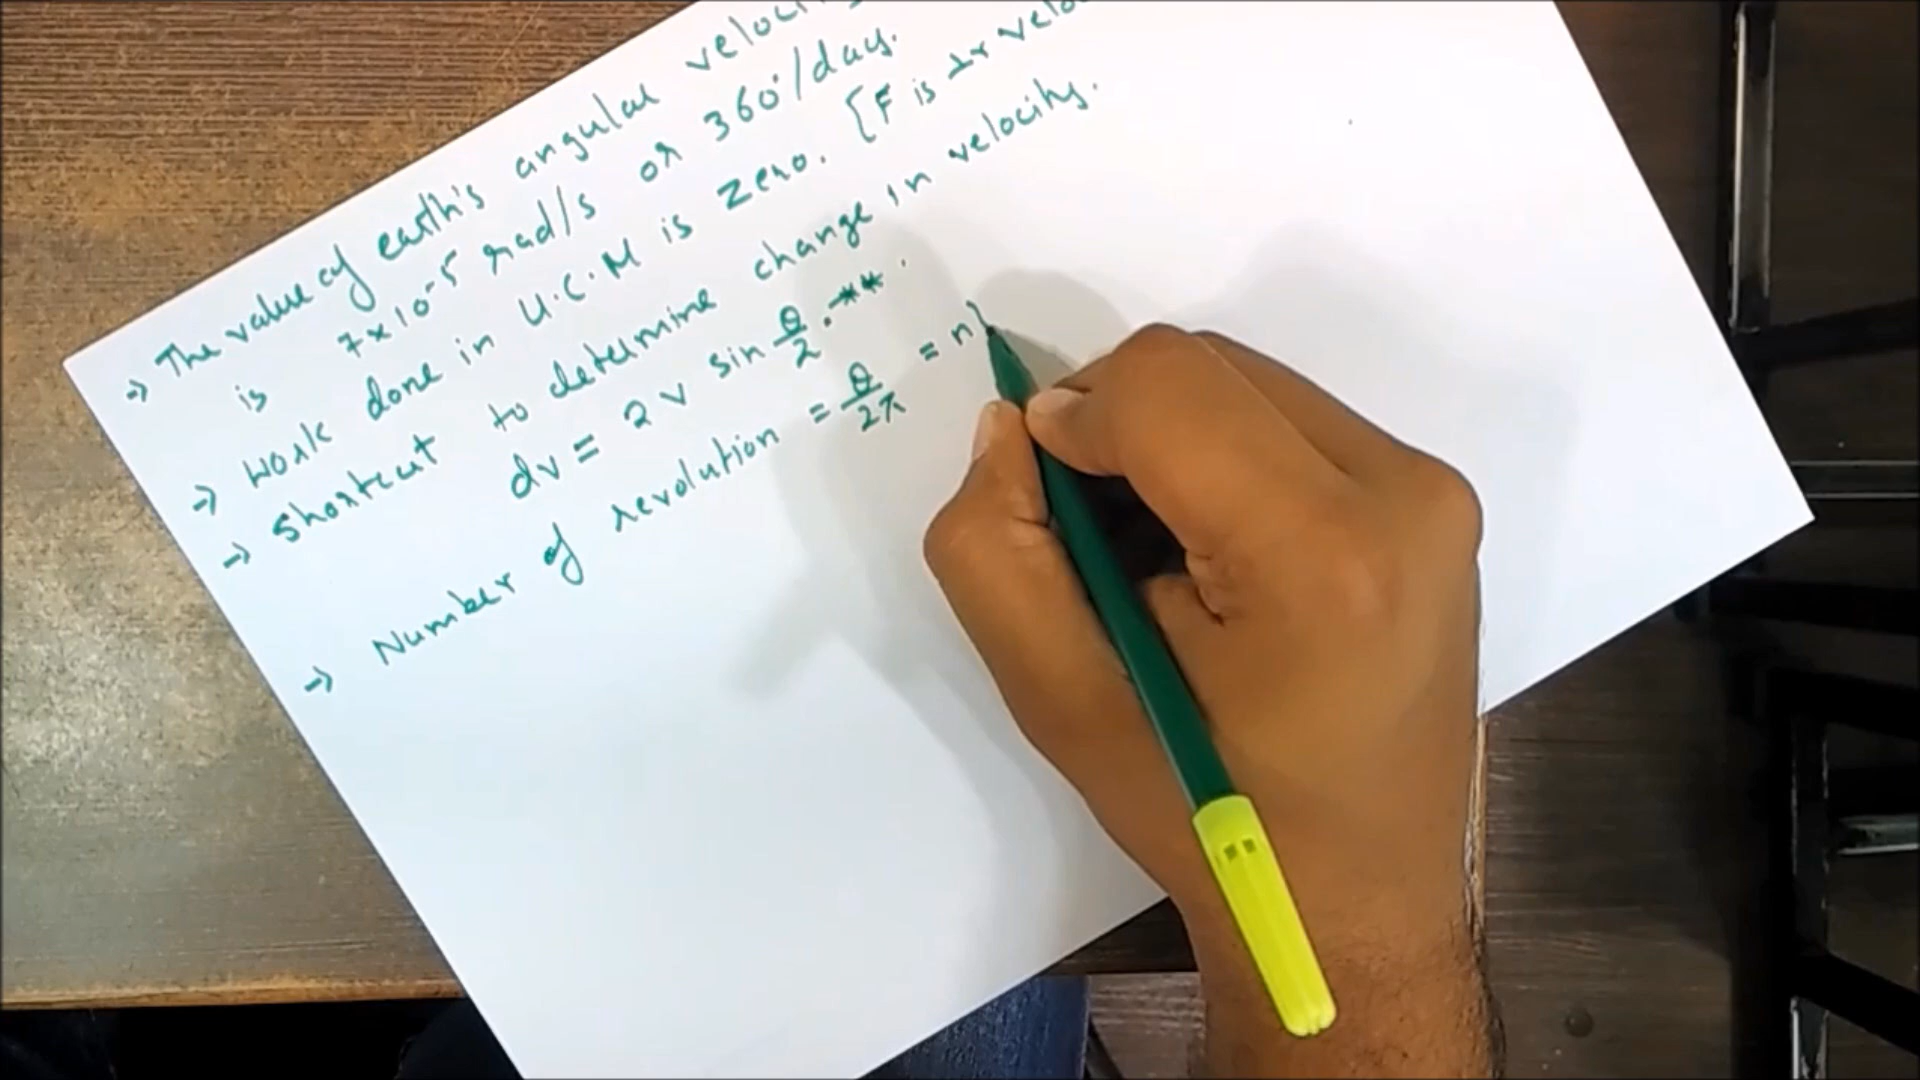 → The value of earth's angular velocity
is 7×10⁻⁵ rad/s or 360°/day.
→ work done in U.C.M is zero. [F is ⊥r velo
→ shortcut to determine change in velocity.
dv = 2v sin θ/2 . ** .
→ Number of revolution = θ/2π = n